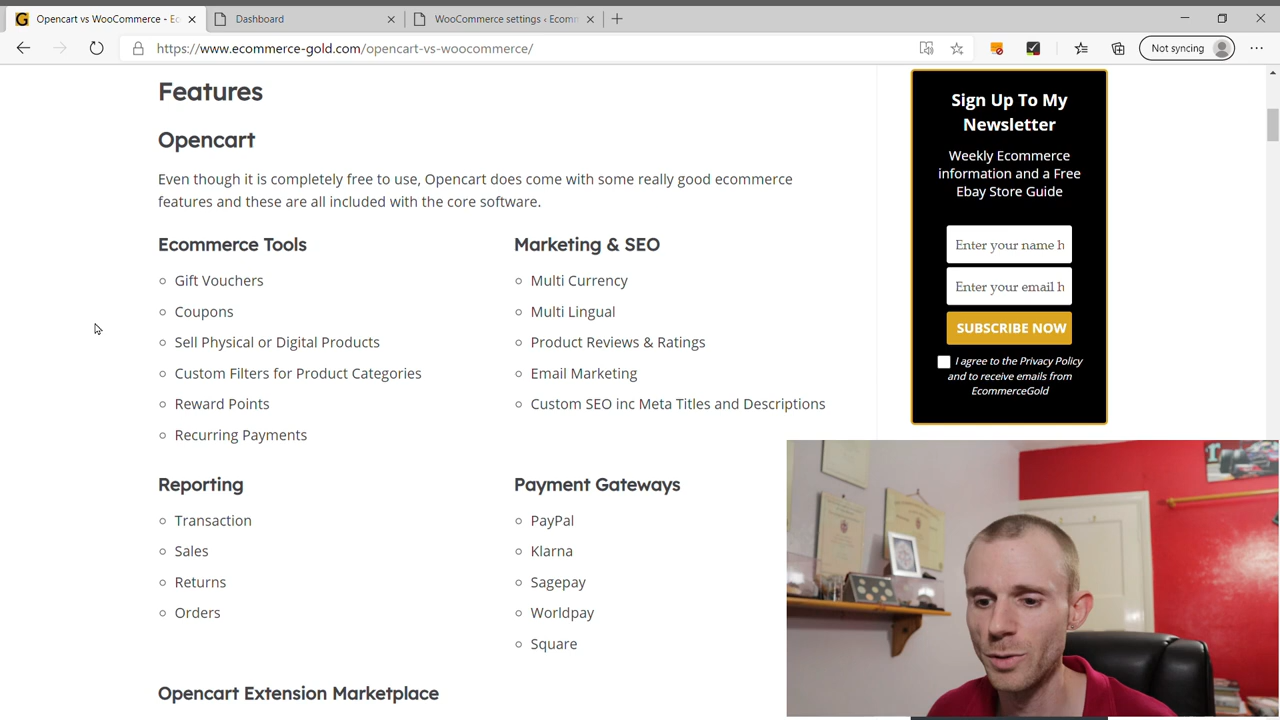 Opencart vs WooCommerce - Ec
Dashboard
WooCommerce settings ‹ Ecomm
https://www.ecommerce-gold.com/opencart-vs-woocommerce/
Not syncing
Features
Opencart
Even though it is completely free to use, Opencart does come with some really good ecommerce
features and these are all included with the core software.
Ecommerce Tools
Gift Vouchers
Coupons
Sell Physical or Digital Products
Custom Filters for Product Categories
Reward Points
Recurring Payments
Marketing & SEO
Multi Currency
Multi Lingual
Product Reviews & Ratings
Email Marketing
Custom SEO inc Meta Titles and Descriptions
Reporting
Transaction
Sales
Returns
Orders
Payment Gateways
PayPal
Klarna
Sagepay
Worldpay
Square
Opencart Extension Marketplace
Sign Up To My
Newsletter
Weekly Ecommerce
information and a Free
Ebay Store Guide
Enter your name h
Enter your email h
SUBSCRIBE NOW
I agree to the Privacy Policy
and to receive emails from
EcommerceGold